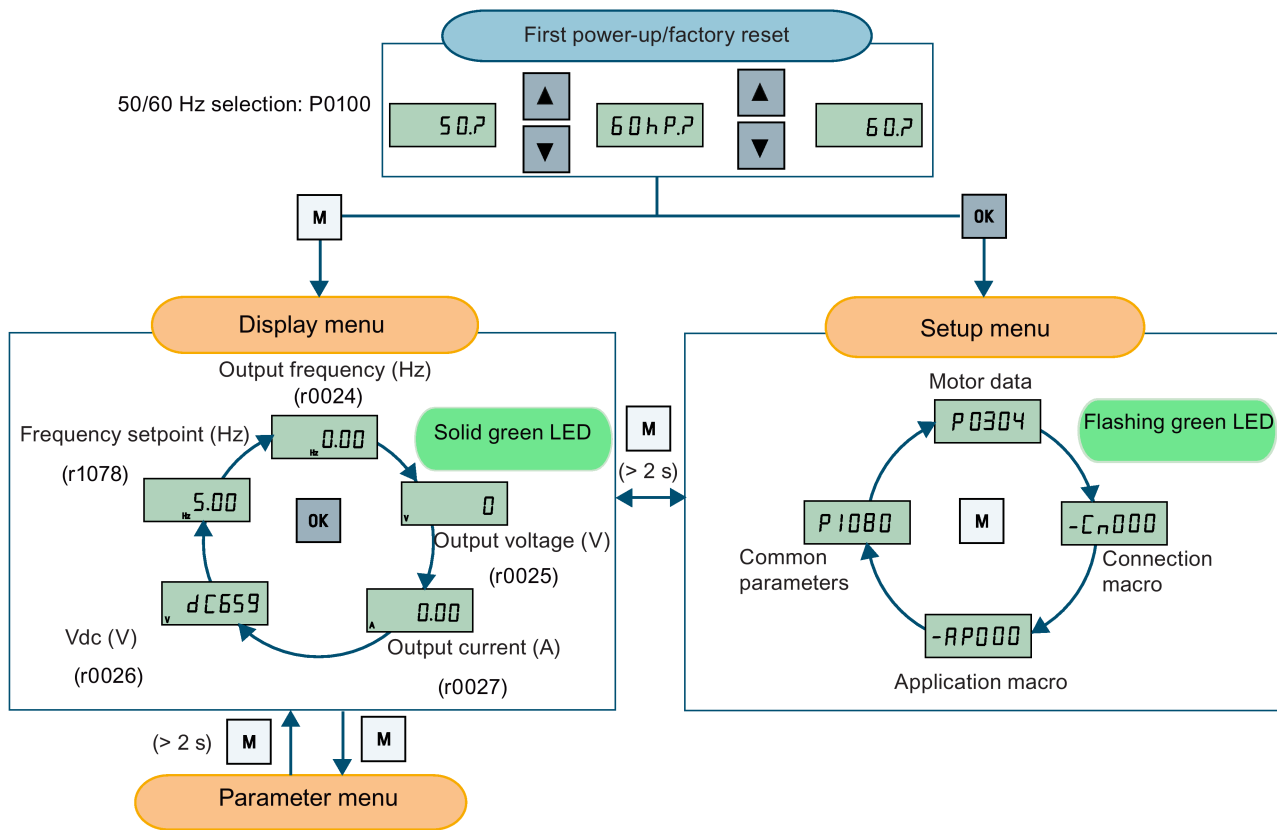 First power-up/factory reset
50/60 Hz selection: P0100
50.?
60hP.?
60.?
M
OK
Display menu
Output frequency (Hz)
(r0024)
Hz 0.00
Solid green LED
Frequency setpoint (Hz)
(r1078)
Hz 5.00
OK
V 0
Output voltage (V)
(r0025)
V dC659
A 0.00
Vdc (V)
(r0026)
Output current (A)
(r0027)
M
(> 2 s)
Setup menu
Motor data
P0304
Flashing green LED
P1080
M
-Cn000
Common
parameters
Connection
macro
-AP000
Application macro
(> 2 s)
M
M
Parameter menu